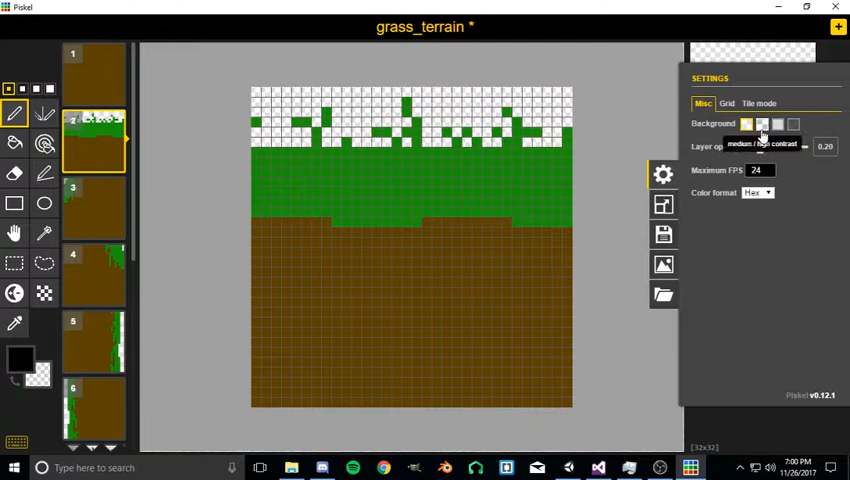 Piskel
grass_terrain *
1
2
3
4
5
6
SETTINGS
Misc Grid Tile mode
Background
medium / high contrast
Layer op
0.20
Maximum FPS 24
Color format Hex
Piskel v0.12.1
[32x32]
Type here to search
7:00 PM
11/26/2017